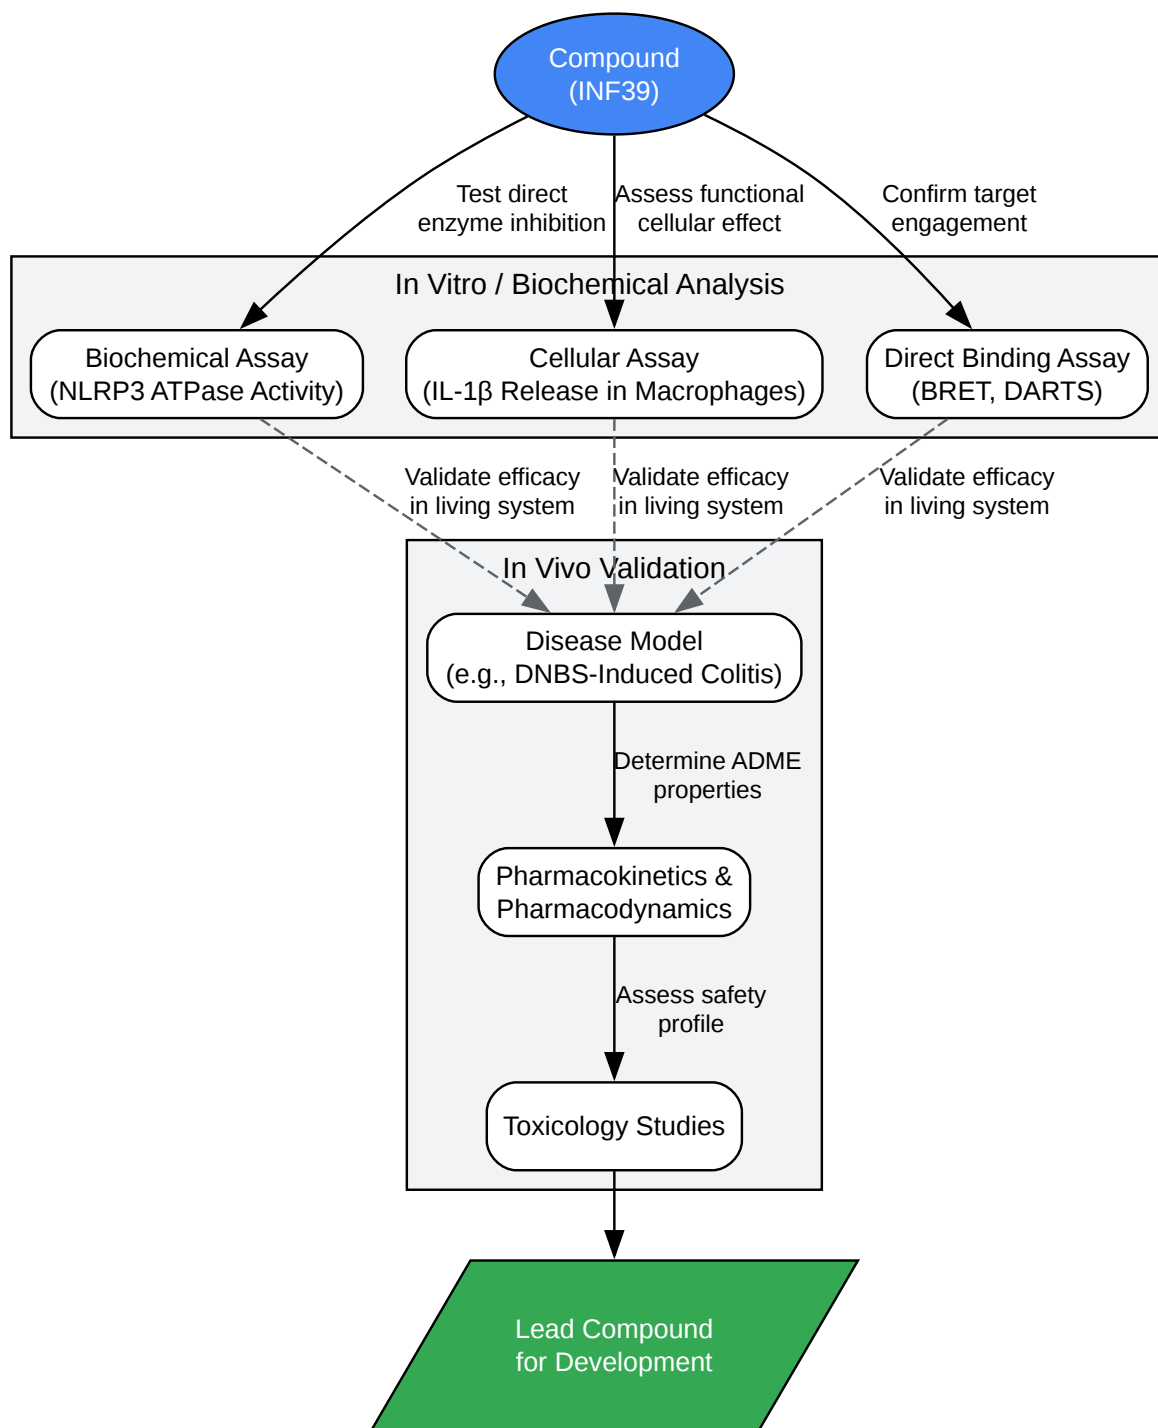 Compound
(INF39)
Test direct
enzyme inhibition
Assess functional
cellular effect
Confirm target
engagement
In Vitro / Biochemical Analysis
Biochemical Assay
(NLRP3 ATPase Activity)
Cellular Assay
(IL-1β Release in Macrophages)
Direct Binding Assay
(BRET, DARTS)
Validate efficacy
in living system
Validate efficacy
in living system
Validate efficacy
in living system
In Vivo Validation
Disease Model
(e.g., DNBS-Induced Colitis)
Determine ADME
properties
Pharmacokinetics &
Pharmacodynamics
Assess safety
profile
Toxicology Studies
Lead Compound
for Development